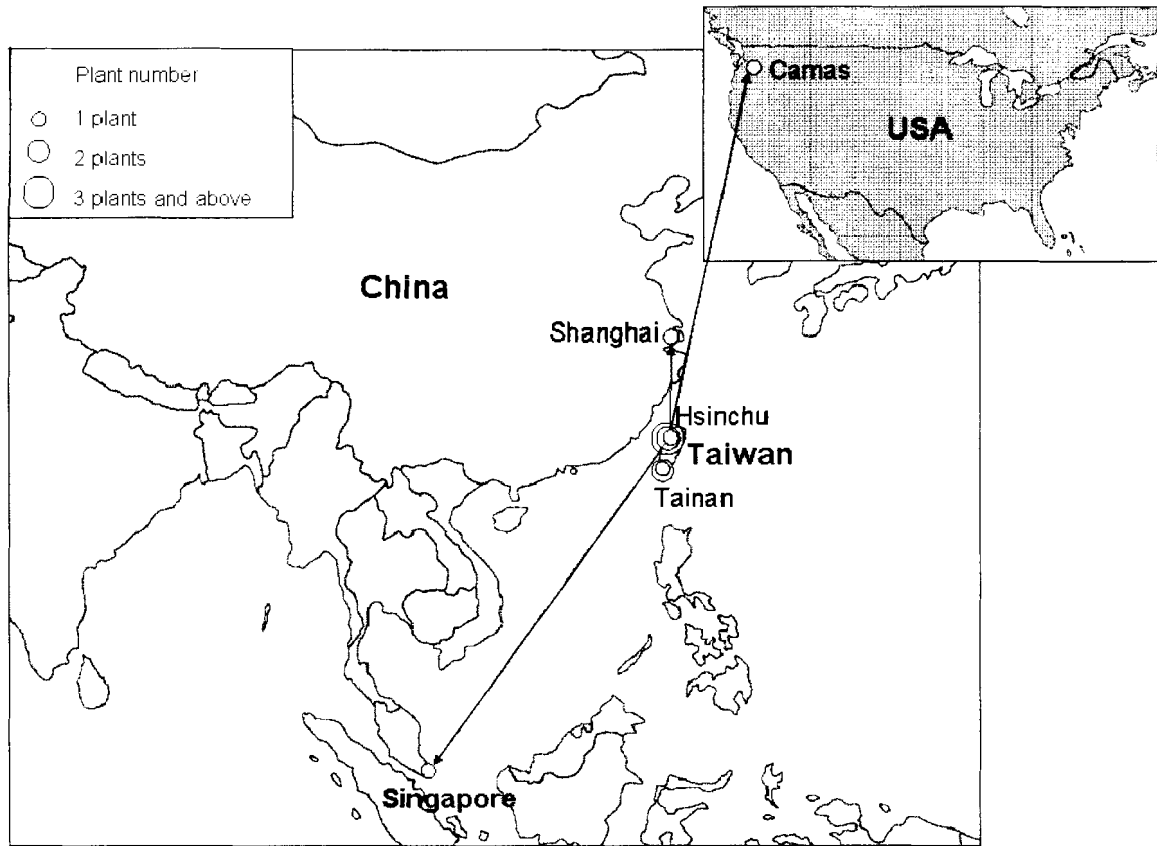 Plant number
1 plant
2 plants
3 plants and above
Camas
USA
China
Shanghai
Hsinchu
Taiwan
Tainan
Singapore